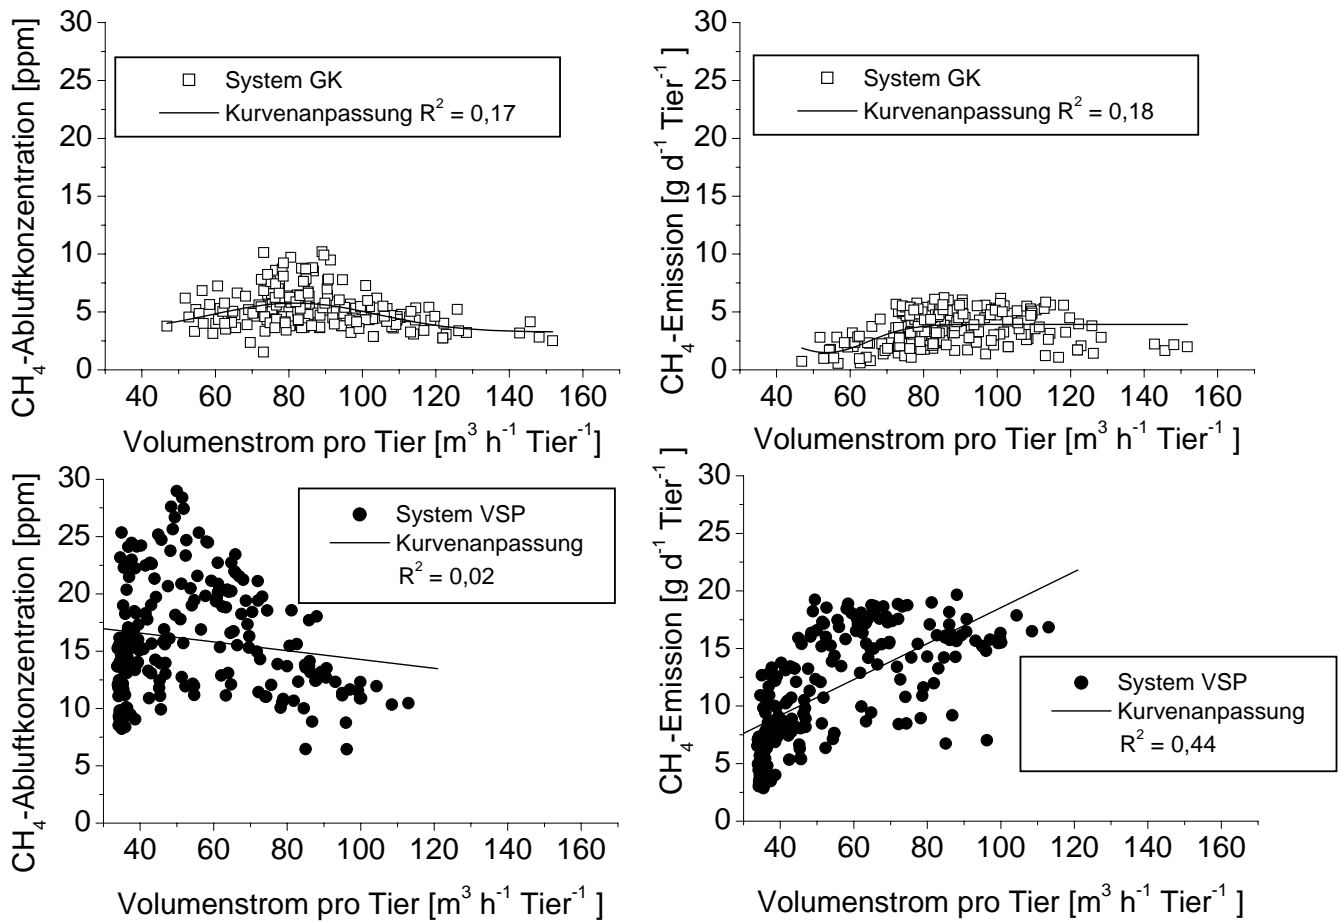 CH4-Abluftkonzentration [ppm]
30
25
20
15
10
5
0
System GK
Kurvenanpassung R² = 0,17
40 60 80 100 120 140 160
Volumenstrom pro Tier [m³ h⁻¹ Tier⁻¹]
CH4-Emission [g d⁻¹ Tier⁻¹ ]
30
25
20
15
10
5
0
System GK
Kurvenanpassung R² = 0,18
40 60 80 100 120 140 160
Volumenstrom pro Tier [m³ h⁻¹ Tier⁻¹ ]
CH4-Abluftkonzentration [ppm]
30
25
20
15
10
5
0
System VSP
Kurvenanpassung
R² = 0,02
40 60 80 100 120 140 160
Volumenstrom pro Tier [m³ h⁻¹ Tier⁻¹ ]
CH4-Emission [g d⁻¹ Tier⁻¹ ]
30
25
20
15
10
5
0
System VSP
Kurvenanpassung
R² = 0,44
40 60 80 100 120 140 160
Volumenstrom pro Tier [m³ h⁻¹ Tier⁻¹ ]